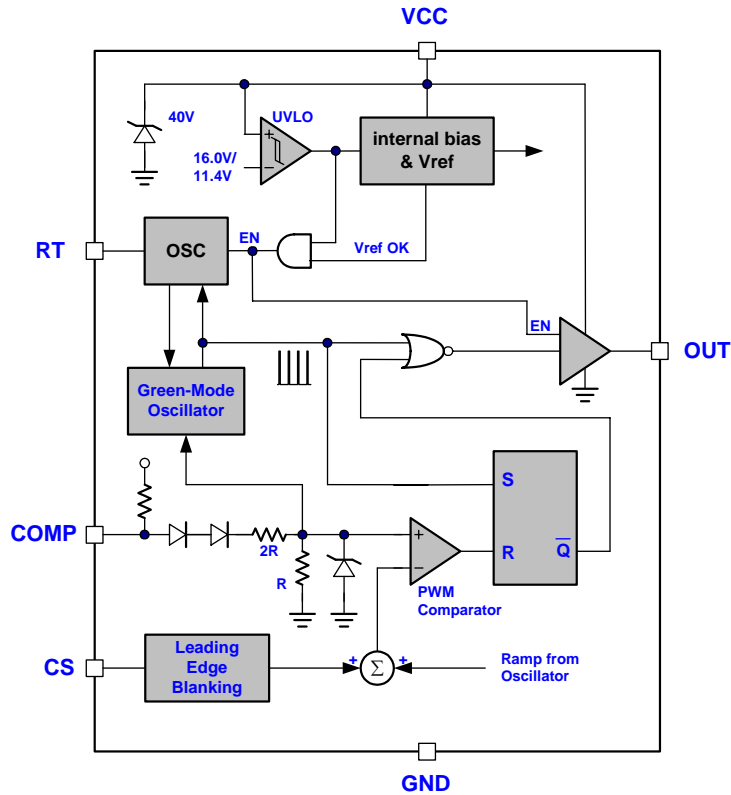 VCC
40V
UVLO
+
−
16.0V/
11.4V
internal bias
& Vref
RT
OSC
EN
Vref OK
EN
OUT
Green-Mode
Oscillator
S
R
Q̅
COMP
2R
R
+
−
PWM
Comparator
CS
Leading
Edge
Blanking
+
Σ
+
Ramp from
Oscillator
GND